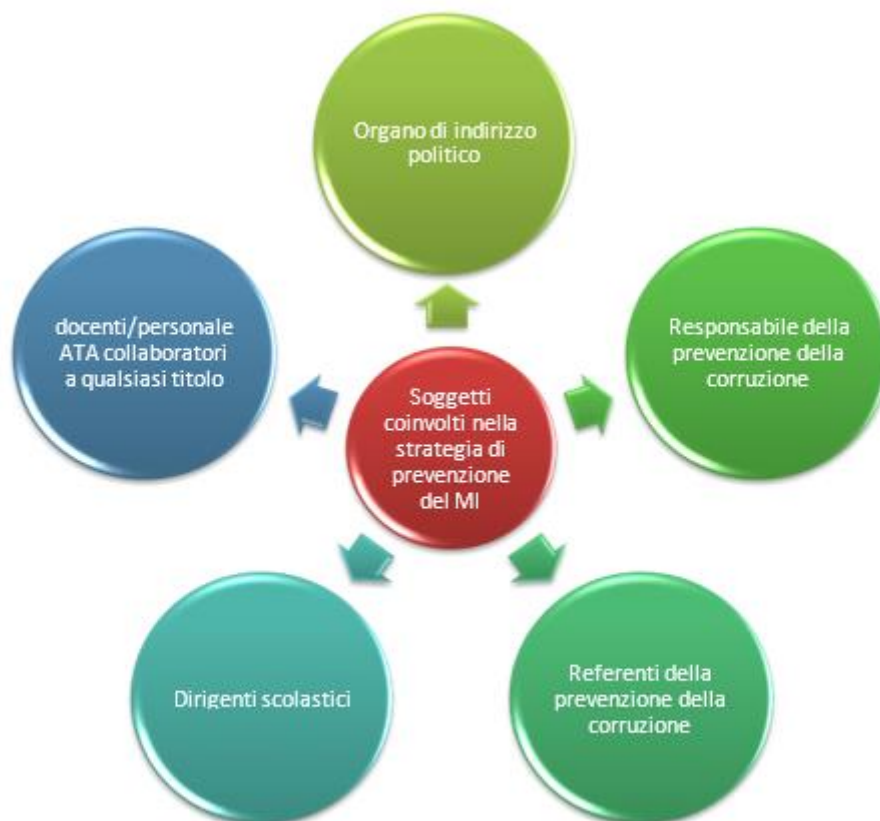 Organo di indirizzo
politico
Responsabile della
prevenzione della
corruzione
Referenti della
prevenzione della
corruzione
Dirigenti scolastici
docenti/personale
ATA collaboratori
a qualsiasi titolo
Soggetti
coinvolti nella
strategia di
prevenzione
del MI